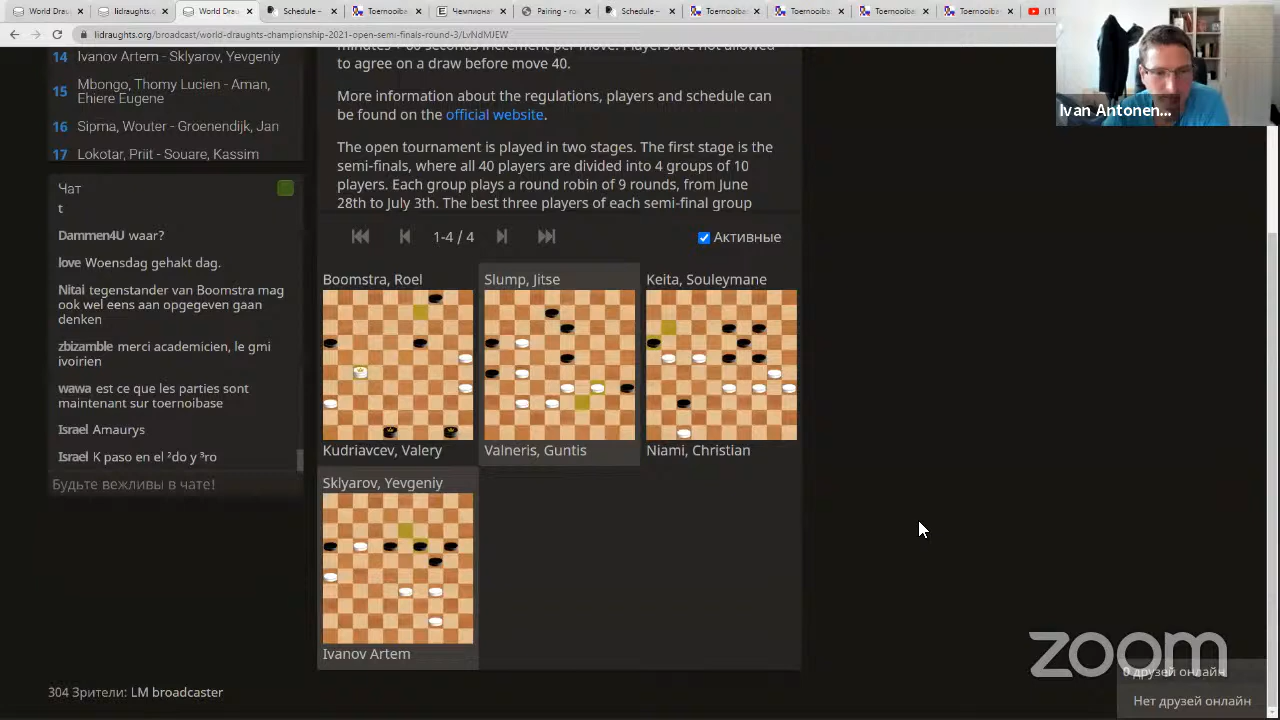 World Dra...
lidraughts.org
World Drau...
Schedule –
Toernooiba
Чемпионат
Pairing - ro
Schedule –
Toernooiba
Toernooiba
Toernooiba
Toernooiba
lidraughts.org/broadcast/world-draughts-championship-2021-open-semi-finals-round-3/LvNdMJEW
Ivan Antonen...
14 Ivanov Artem - Sklyarov, Yevgeniy
15 Mbongo, Thomy Lucien - Aman,
Ehiere Eugene
16 Sipma, Wouter - Groenendijk, Jan
17 Lokotar, Priit - Souare, Kassim
minutes + 60 seconds increment per move. Players are not allowed
to agree on a draw before move 40.
More information about the regulations, players and schedule can
be found on the official website.
The open tournament is played in two stages. The first stage is the
semi-finals, where all 40 players are divided into 4 groups of 10
players. Each group plays a round robin of 9 rounds, from June
28th to July 3th. The best three players of each semi-final group
Чат
t
Dammen4U waar?
love Woensdag gehakt dag.
Nitai tegenstander van Boomstra mag
ook wel eens aan opgegeven gaan
denken
zbizamble merci academicien, le gmi
ivoirien
wawa est ce que les parties sont
maintenant sur toernoibase
Israel Amaurys
Israel K paso en el ²do y ³ro
Будьте вежливы в чате!
1-4 / 4
Активные
Boomstra, Roel
Slump, Jitse
Keita, Souleymane
Kudriavcev, Valery
Valneris, Guntis
Niami, Christian
Sklyarov, Yevgeniy
Ivanov Artem
304 Зрители: LM broadcaster
zoom
0 друзей онлайн
Нет друзей онлайн